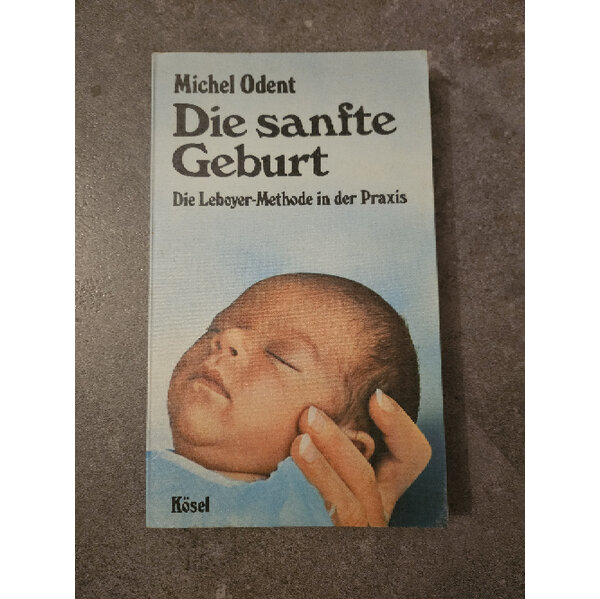 Michel Odent
Die sanfte
Geburt
Die Leboyer-Methode in der Praxis
Kösel